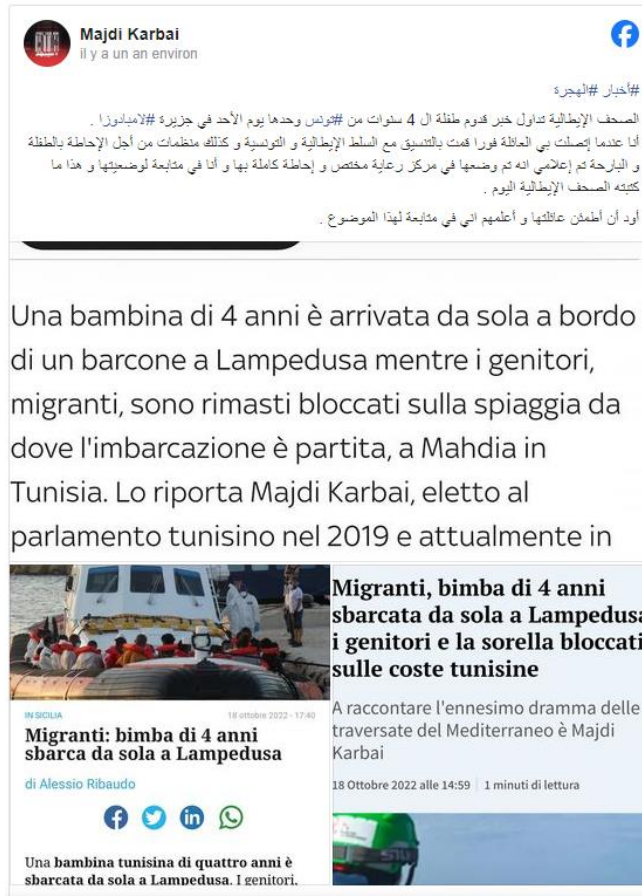 Majdi Karbai
il y a un an environ
#أخبار #الهجرة
الصحف الإيطالية تداول خبر قدوم طفلة ال 4 سنوات من #تونس وحدها يوم الأحد في جزيرة #لامبادوزا .
أنا عندما إتصلت بي العائلة فورا قمت بالتنسيق مع السلط الإيطالية و التونسية و كذلك منظمات من أجل الإحاطة بالطفلة
و البارحة تم إعلامي انه تم وضعها في مركز رعاية مختص و إحاطة كاملة بها و أنا في متابعة لوضعيتها و هذا ما
كتبته الصحف الإيطالية اليوم .
أود أن أطمئن عائلتها و أعلمهم اني في متابعة لهذا الموضوع .
Una bambina di 4 anni è arrivata da sola a bordo
di un barcone a Lampedusa mentre i genitori,
migranti, sono rimasti bloccati sulla spiaggia da
dove l'imbarcazione è partita, a Mahdia in
Tunisia. Lo riporta Majdi Karbai, eletto al
parlamento tunisino nel 2019 e attualmente in
IN SICILIA
18 ottobre 2022 - 17:40
Migranti: bimba di 4 anni
sbarca da sola a Lampedusa
di Alessio Ribaudo
Una bambina tunisina di quattro anni è
sbarcata da sola a Lampedusa. I genitori,
Migranti, bimba di 4 anni
sbarcata da sola a Lampedusa
i genitori e la sorella bloccati
sulle coste tunisine
A raccontare l'ennesimo dramma delle
traversate del Mediterraneo è Majdi
Karbai
18 Ottobre 2022 alle 14:59 | 1 minuti di lettura